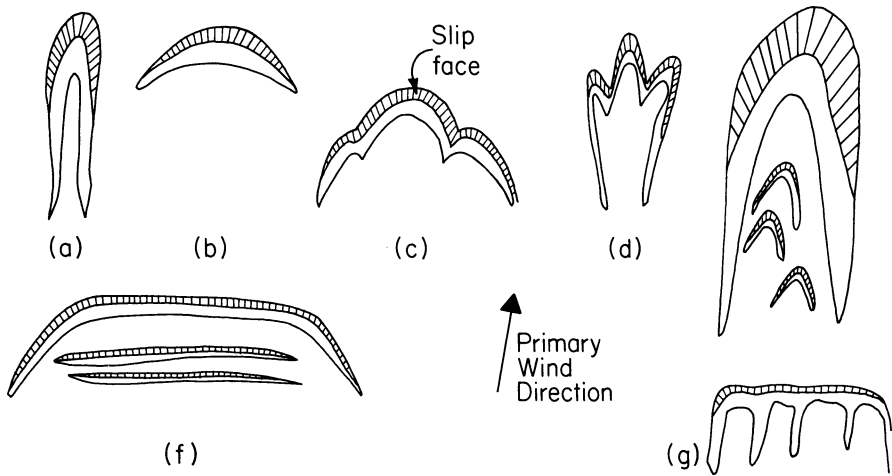 Slip
face
(a)
(b)
(c)
(d)
Primary
Wind
Direction
(f)
(g)